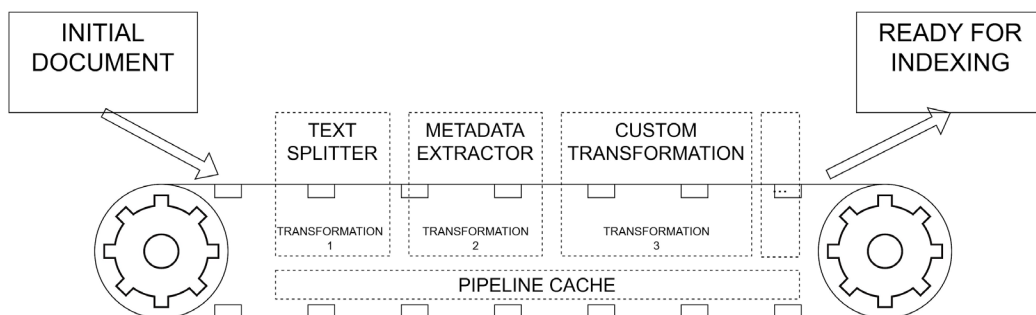 INITIAL
DOCUMENT
READY FOR
INDEXING
TEXT
SPLITTER
METADATA
EXTRACTOR
CUSTOM
TRANSFORMATION
...
TRANSFORMATION
1
TRANSFORMATION
2
TRANSFORMATION
3
PIPELINE CACHE